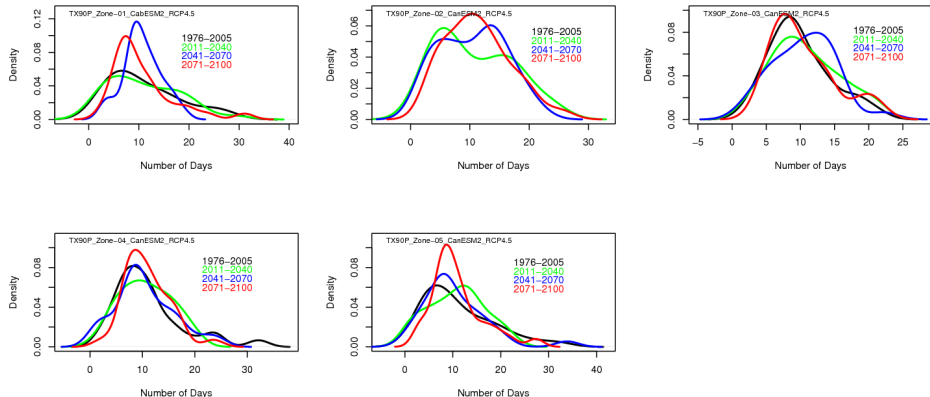 TX90P_Zone-01_CabESM2_RCP4.5
1976-2005
2011-2040
2041-2070
2071-2100
Density
0.00 0.04 0.08 0.12
0 10 20 30 40
Number of Days
TX90P_Zone-02_CanESM2_RCP4.5
1976-2005
2011-2040
2041-2070
2071-2100
Density
0.00 0.02 0.04 0.06
0 10 20 30
Number of Days
TX90P_Zone-03_CanESM2_RCP4.5
1976-2005
2011-2040
2041-2070
2071-2100
Density
0.00 0.04 0.08
-5 0 5 10 15 20 25
Number of Days
TX90P_Zone-04_CanESM2_RCP4.5
1976-2005
2011-2040
2041-2070
2071-2100
Density
0.00 0.04 0.08
0 10 20 30
Number of Days
TX90P_Zone-05_CanESM2_RCP4.5
1976-2005
2011-2040
2041-2070
2071-2100
Density
0.00 0.04 0.08
0 10 20 30 40
Number of Days